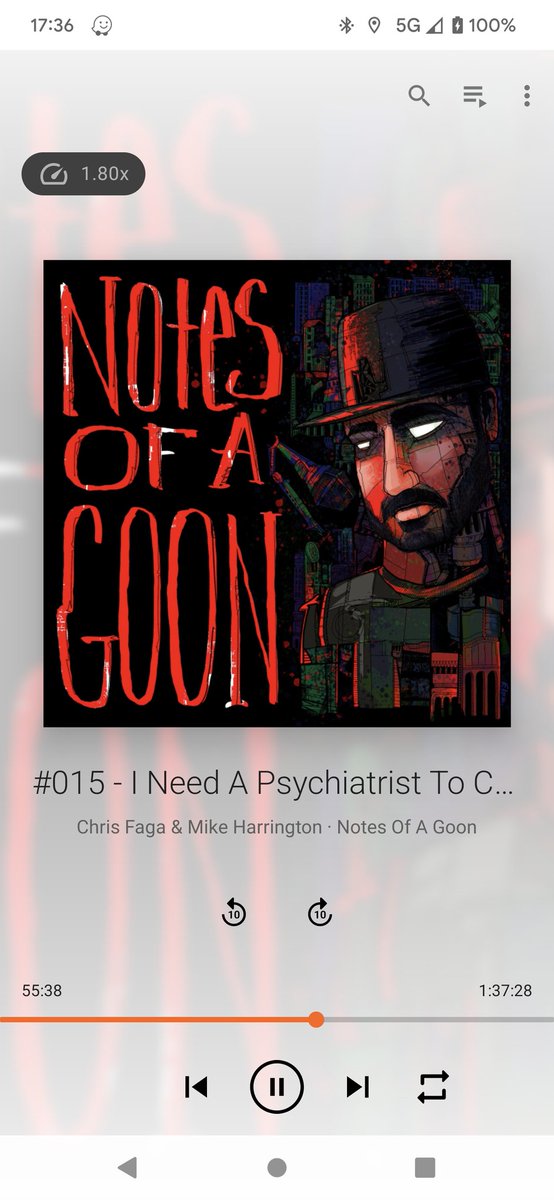 17:36
5G
100%
1.80x
NOteS
OF A
GOON
#015 - I Need A Psychiatrist To C...
Chris Faga & Mike Harrington · Notes Of A Goon
10
10
55:38
1:37:28